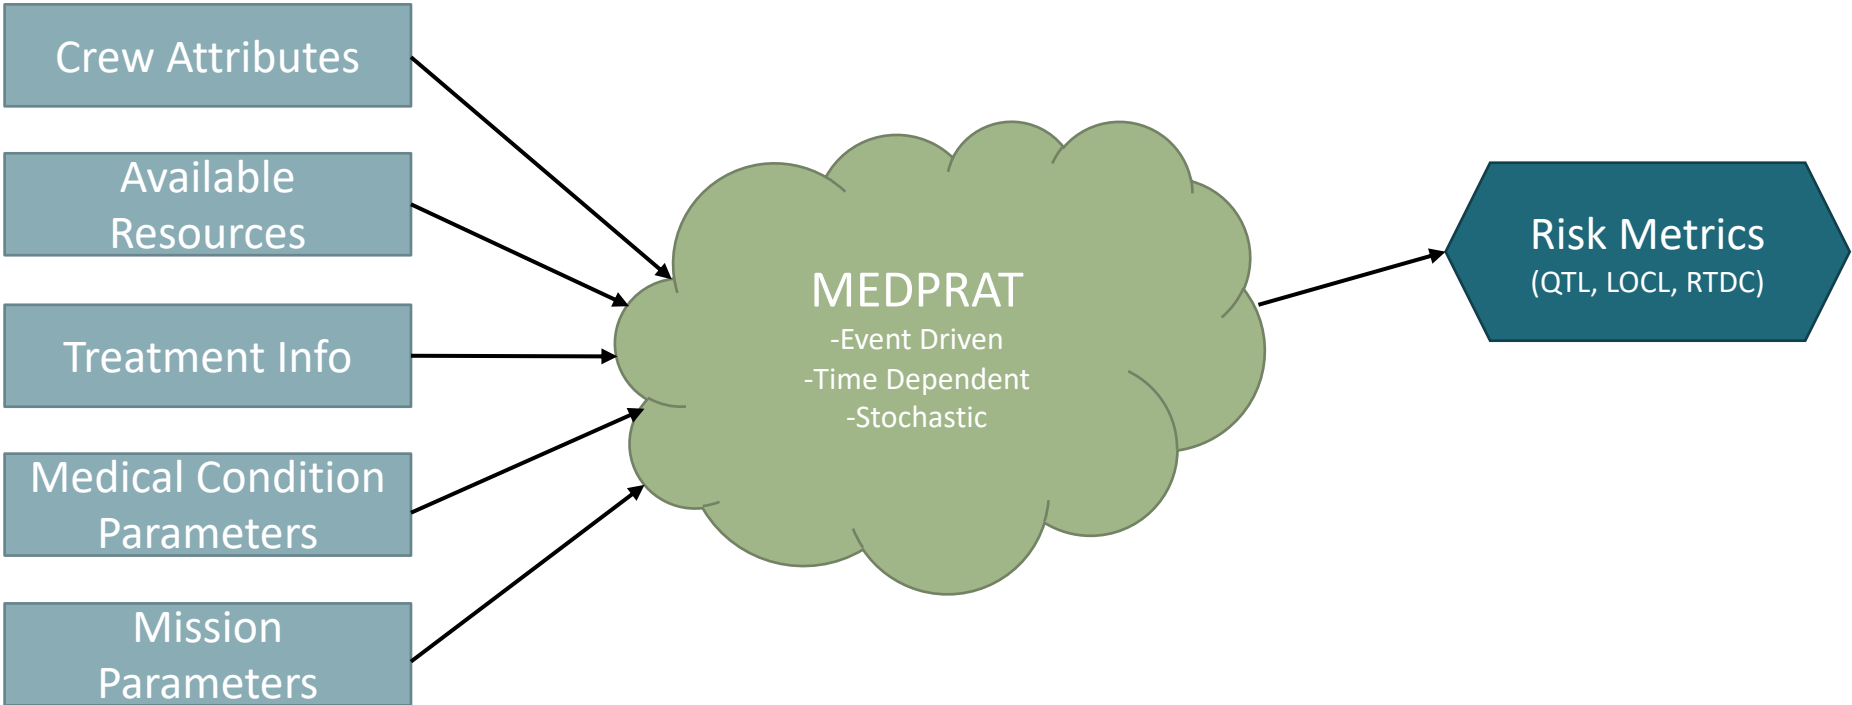 Crew Attributes
Available
Resources
Treatment Info
Medical Condition
Parameters
Mission
Parameters
MEDPRAT
-Event Driven
-Time Dependent
-Stochastic
Risk Metrics
(QTL, LOCL, RTDC)